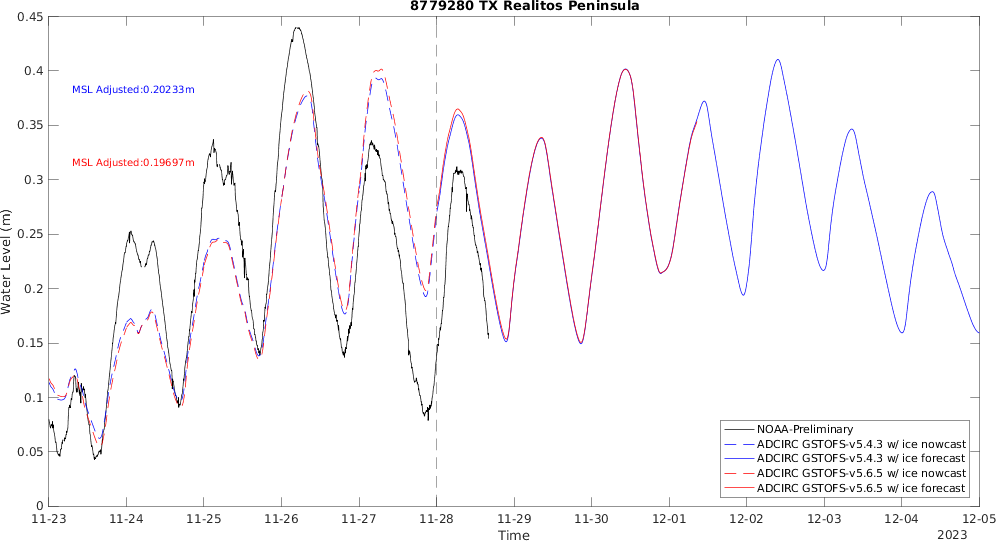 8779280 TX Realitos Peninsula
0.45
0.4
0.35
0.3
0.25
0.2
0.15
0.1
0.05
0
Water Level (m)
MSL Adjusted:0.20233m
MSL Adjusted:0.19697m
NOAA-Preliminary
ADCIRC GSTOFS-v5.4.3 w/ ice nowcast
ADCIRC GSTOFS-v5.4.3 w/ ice forecast
ADCIRC GSTOFS-v5.6.5 w/ ice nowcast
ADCIRC GSTOFS-v5.6.5 w/ ice forecast
11-23 11-24 11-25 11-26 11-27 11-28 11-29 11-30 12-01 12-02 12-03 12-04 12-05
Time
2023